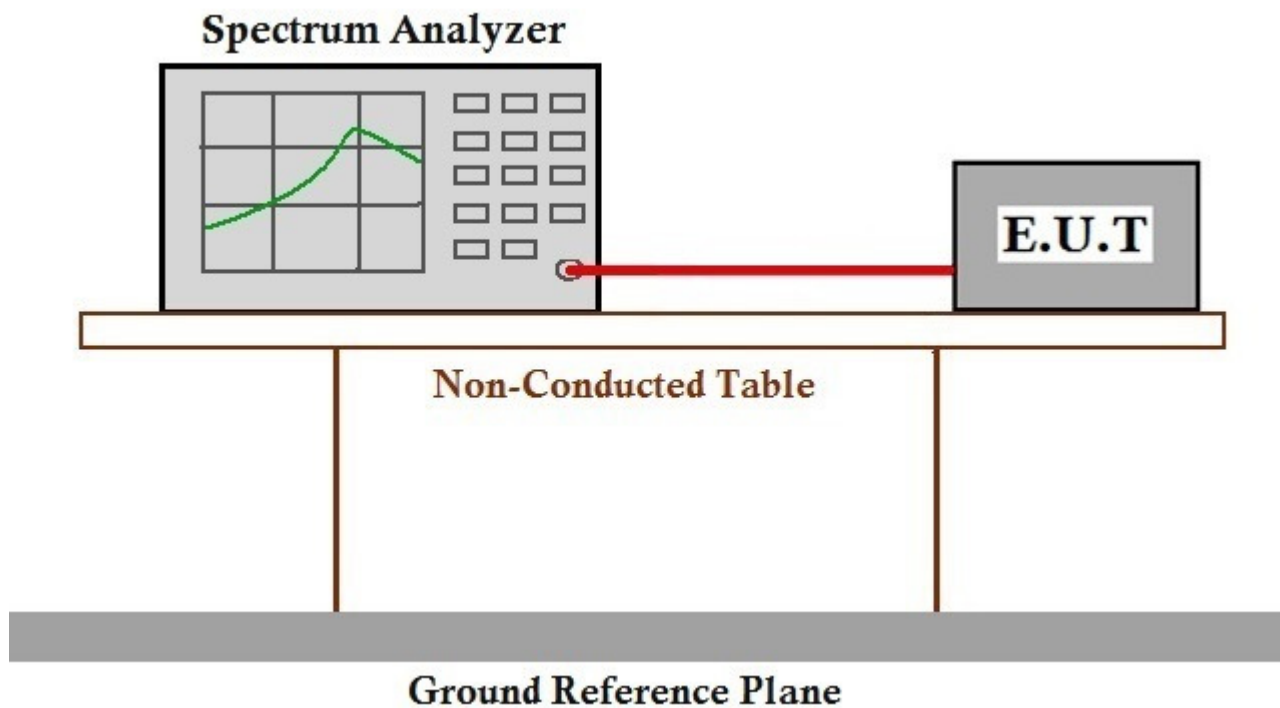 Spectrum Analyzer
E.U.T
Non-Conducted Table
Ground Reference Plane